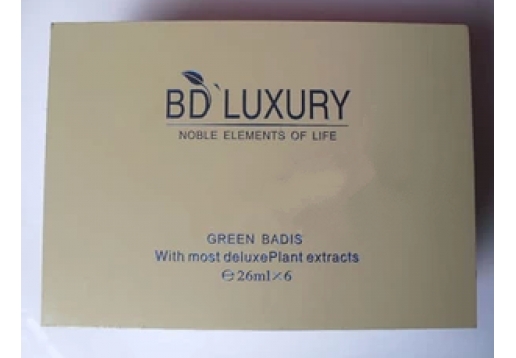 BD`LUXURY
NOBLE ELEMENTS OF LIFE
GREEN BADIS
With most deluxePlant extracts
℮26ml×6